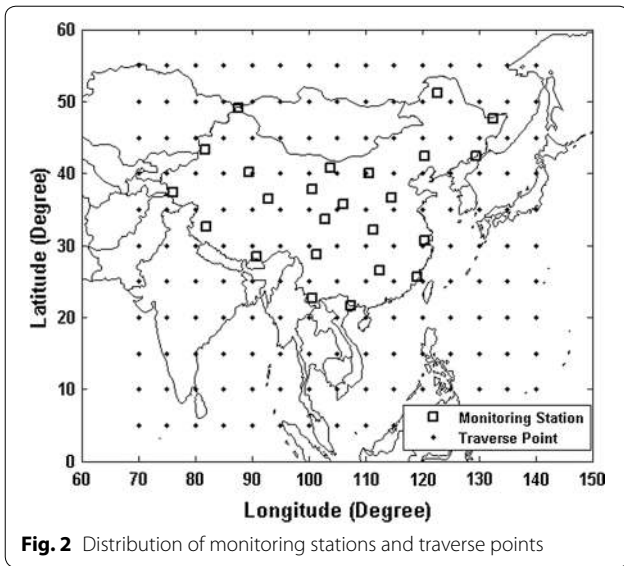 60
50
40
30
20
10
0
Latitude (Degree)
60 70 80 90 100 110 120 130 140 150
Longitude (Degree)
Monitoring Station
Traverse Point
Fig. 2 Distribution of monitoring stations and traverse points